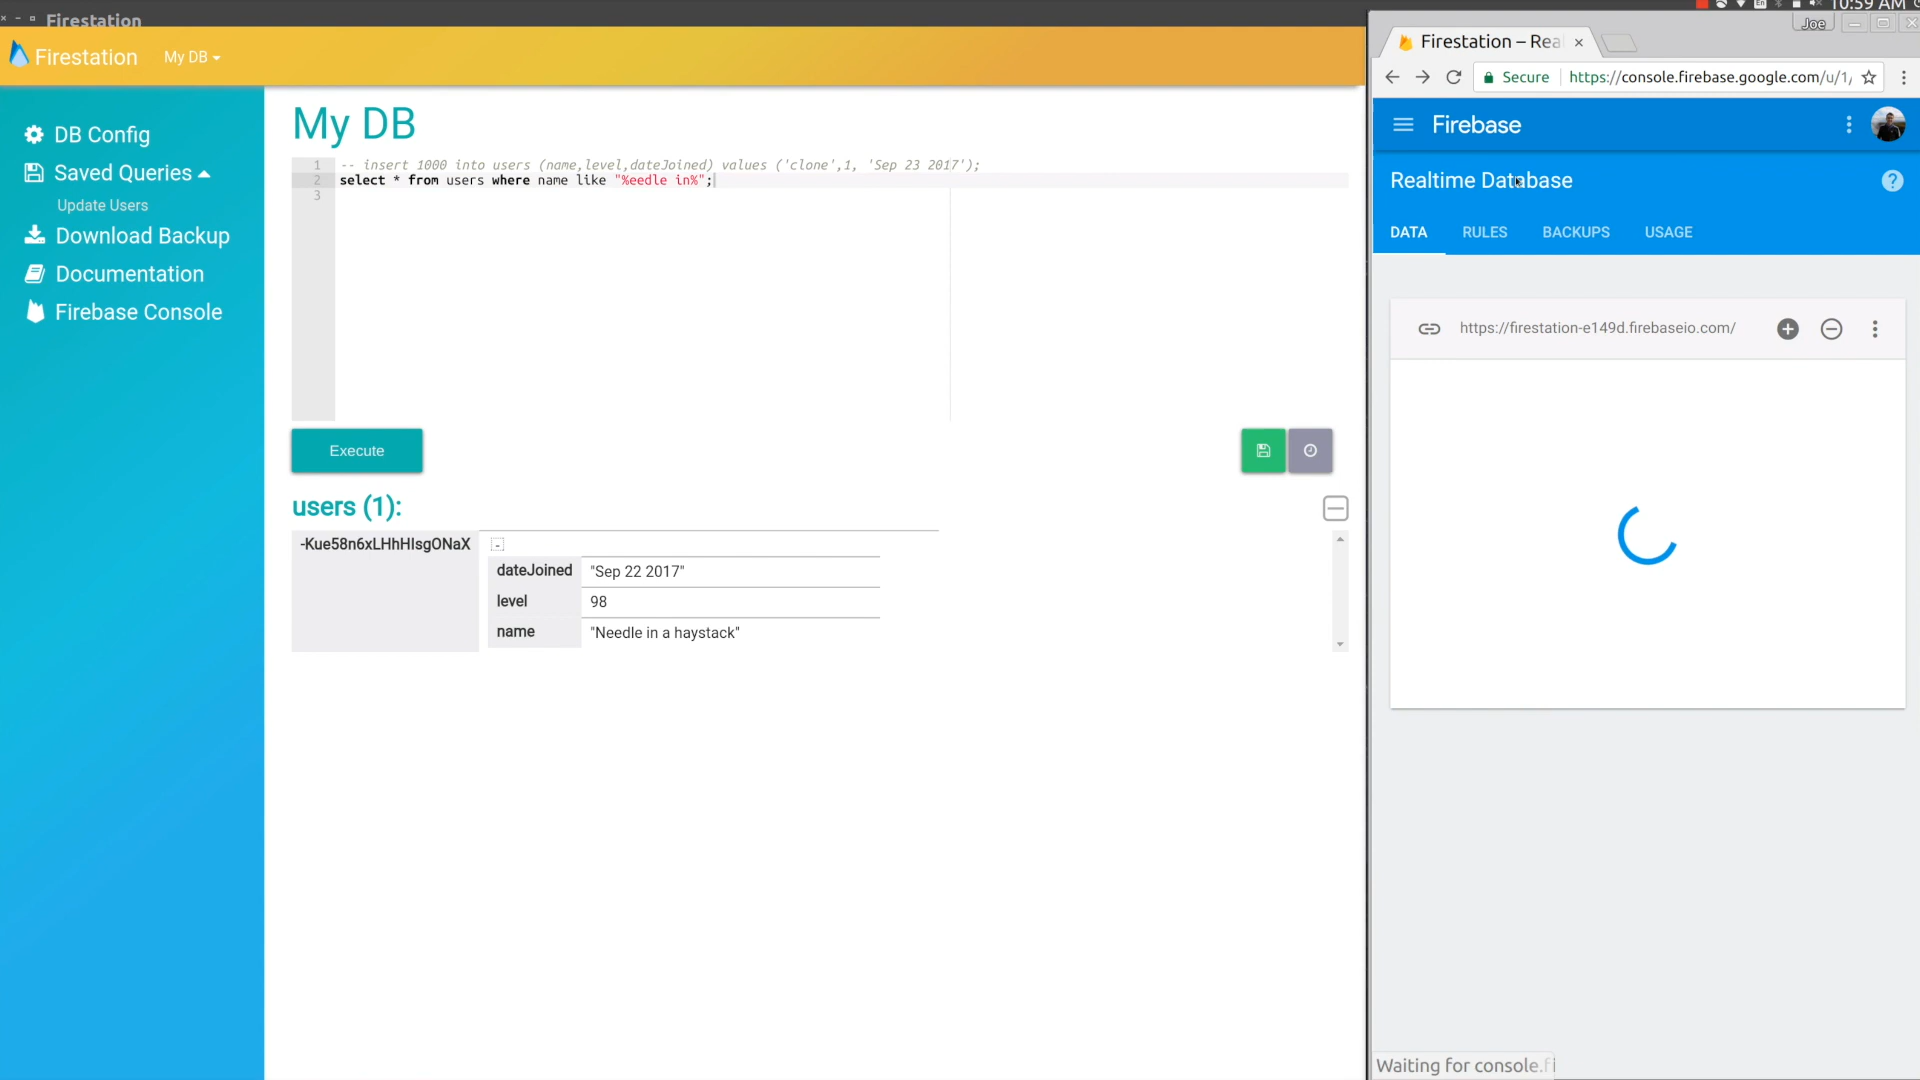 Firestation
Firestation
My DB
DB Config
Saved Queries
Update Users
Download Backup
Documentation
Firebase Console
My DB
1 -- insert 1000 into users (name,level,dateJoined) values ('clone',1, 'Sep 23 2017');
2 select * from users where name like "%eedle in%";
3
Execute
users (1):
-Kue58n6xLHhHIsgONaX
-
dateJoined "Sep 22 2017"
level 98
name "Needle in a haystack"
En
10:59 AM
Joe
Firestation – Rea
Secure https://console.firebase.google.com/u/1/
Firebase
Realtime Database
DATA RULES BACKUPS USAGE
https://firestation-e149d.firebaseio.com/
Waiting for console.fi